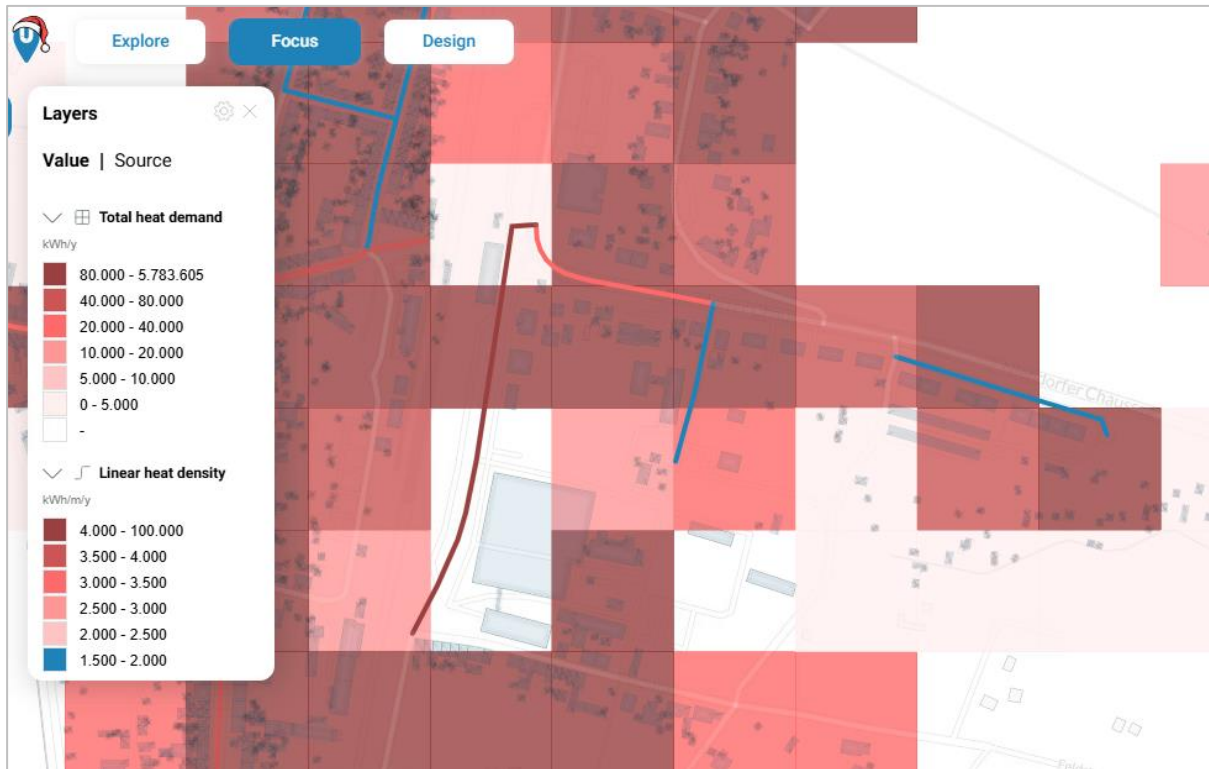 U
Explore
Focus
Design
Layers
Value | Source
Total heat demand
kWh/y
80.000 - 5.783.605
40.000 - 80.000
20.000 - 40.000
10.000 - 20.000
5.000 - 10.000
0 - 5.000
-
Linear heat density
kWh/m/y
4.000 - 100.000
3.500 - 4.000
3.000 - 3.500
2.500 - 3.000
2.000 - 2.500
1.500 - 2.000